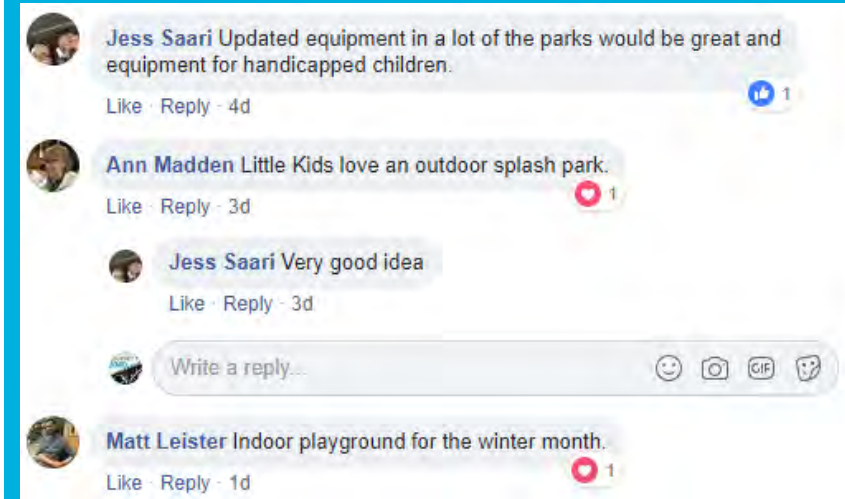 Jess Saari Updated equipment in a lot of the parks would be great and
equipment for handicapped children.
1
Like · Reply · 4d
Ann Madden Little Kids love an outdoor splash park.
1
Like · Reply · 3d
Jess Saari Very good idea
Like · Reply · 3d
Write a reply...
GIF
Matt Leister Indoor playground for the winter month.
1
Like · Reply · 1d